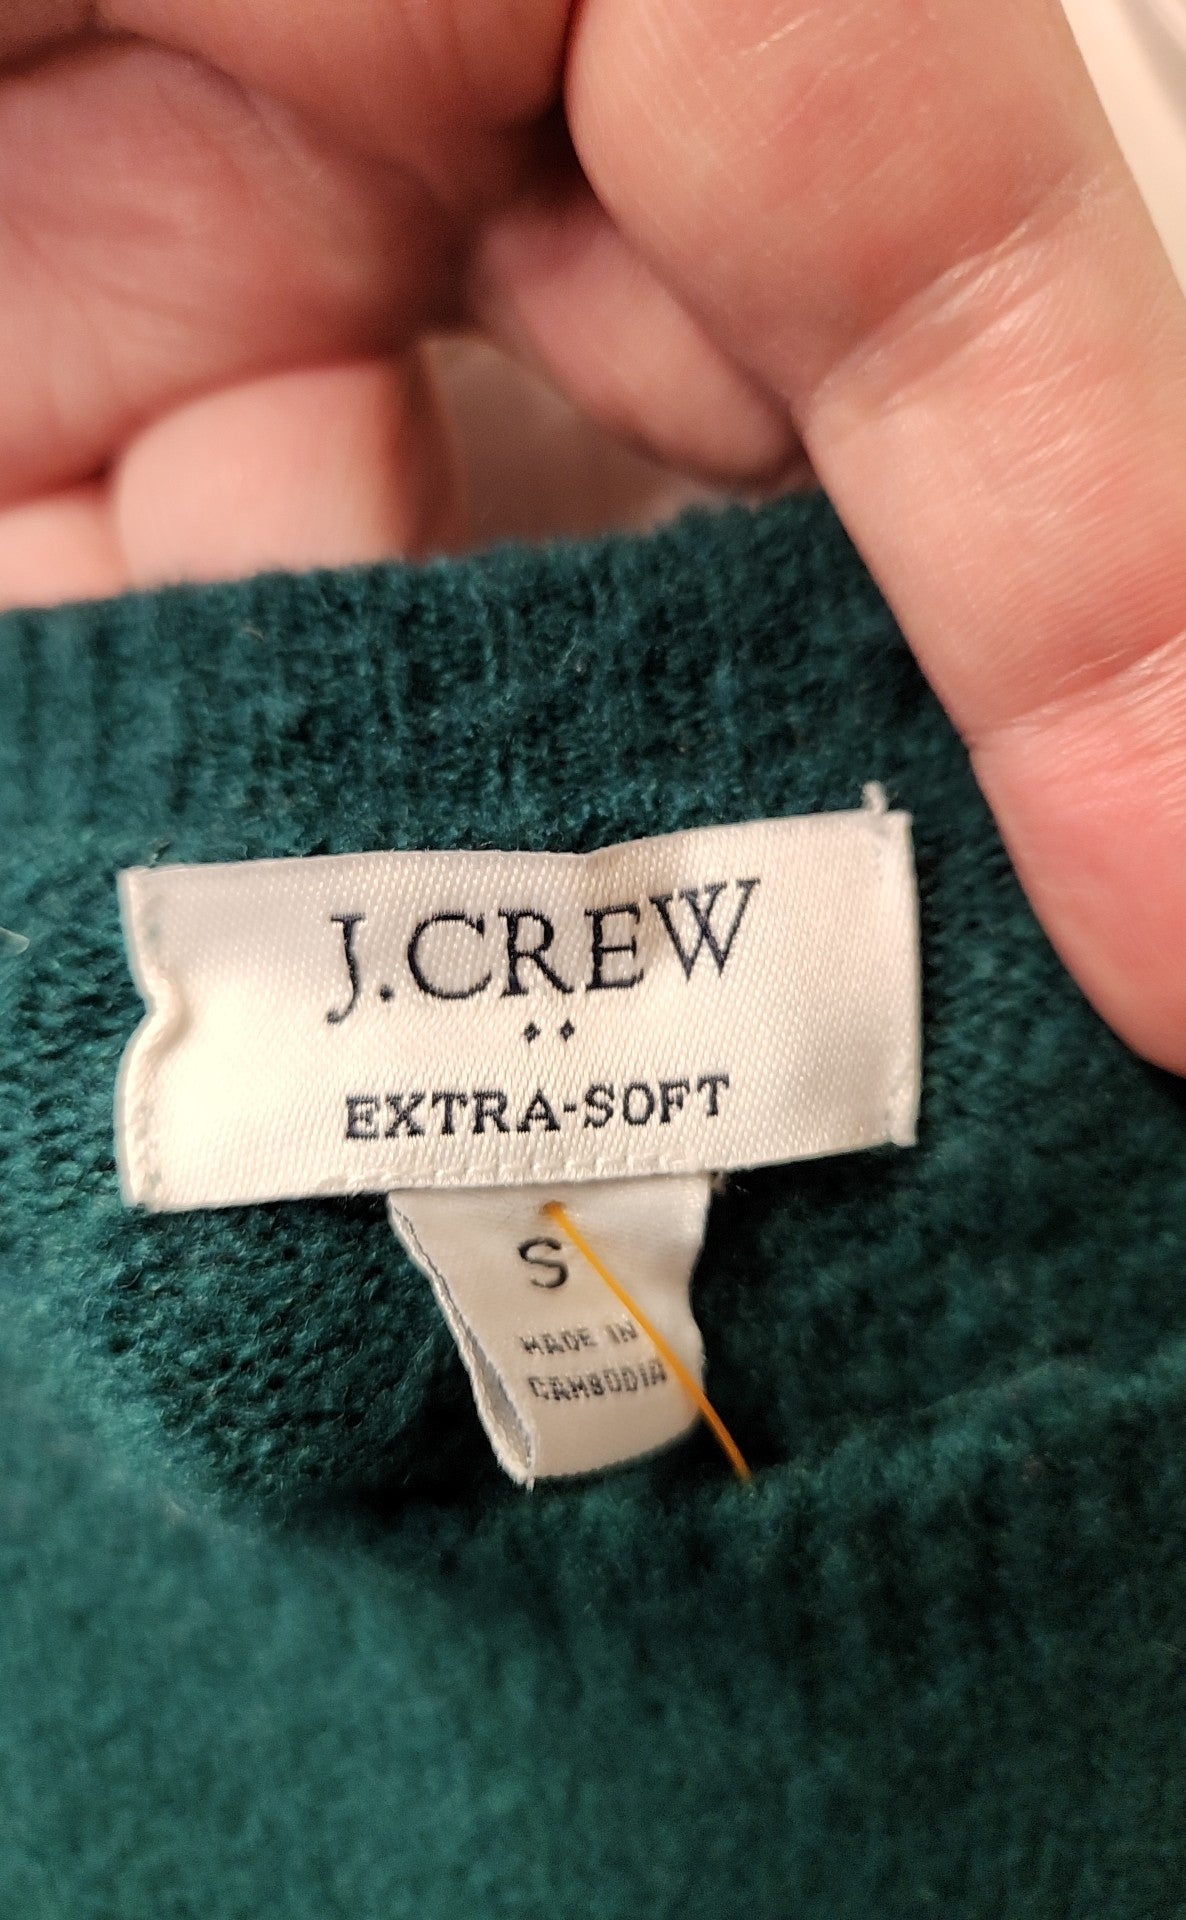 J.CREW
EXTRA-SOFT
S
MADE IN
CAMBODIA